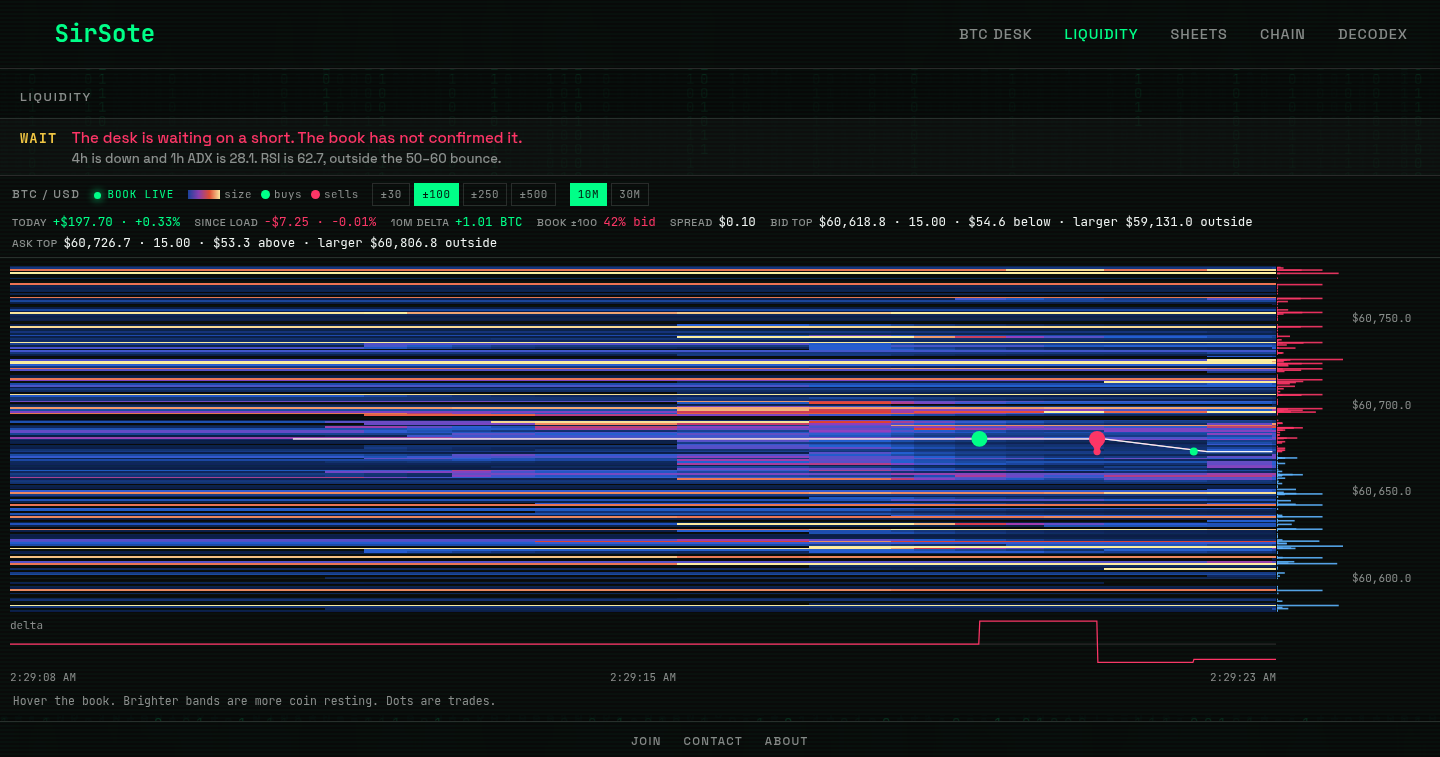 SirSote
BTC DESK LIQUIDITY SHEETS CHAIN DECODEX
LIQUIDITY
WAIT The desk is waiting on a short. The book has not confirmed it.
4h is down and 1h ADX is 28.1. RSI is 62.7, outside the 50–60 bounce.
BTC / USD BOOK LIVE size buys sells ±30 ±100 ±250 ±500 10M 30M
TODAY +$197.70 · +0.33% SINCE LOAD -$7.25 · -0.01% 10M DELTA +1.01 BTC BOOK ±100 42% bid SPREAD $0.10 BID TOP $60,618.8 · 15.00 · $54.6 below · larger $59,131.0 outside
ASK TOP $60,726.7 · 15.00 · $53.3 above · larger $60,806.8 outside
$60,750.0
$60,700.0
$60,650.0
$60,600.0
delta
2:29:08 AM 2:29:15 AM 2:29:23 AM
Hover the book. Brighter bands are more coin resting. Dots are trades.
JOIN CONTACT ABOUT